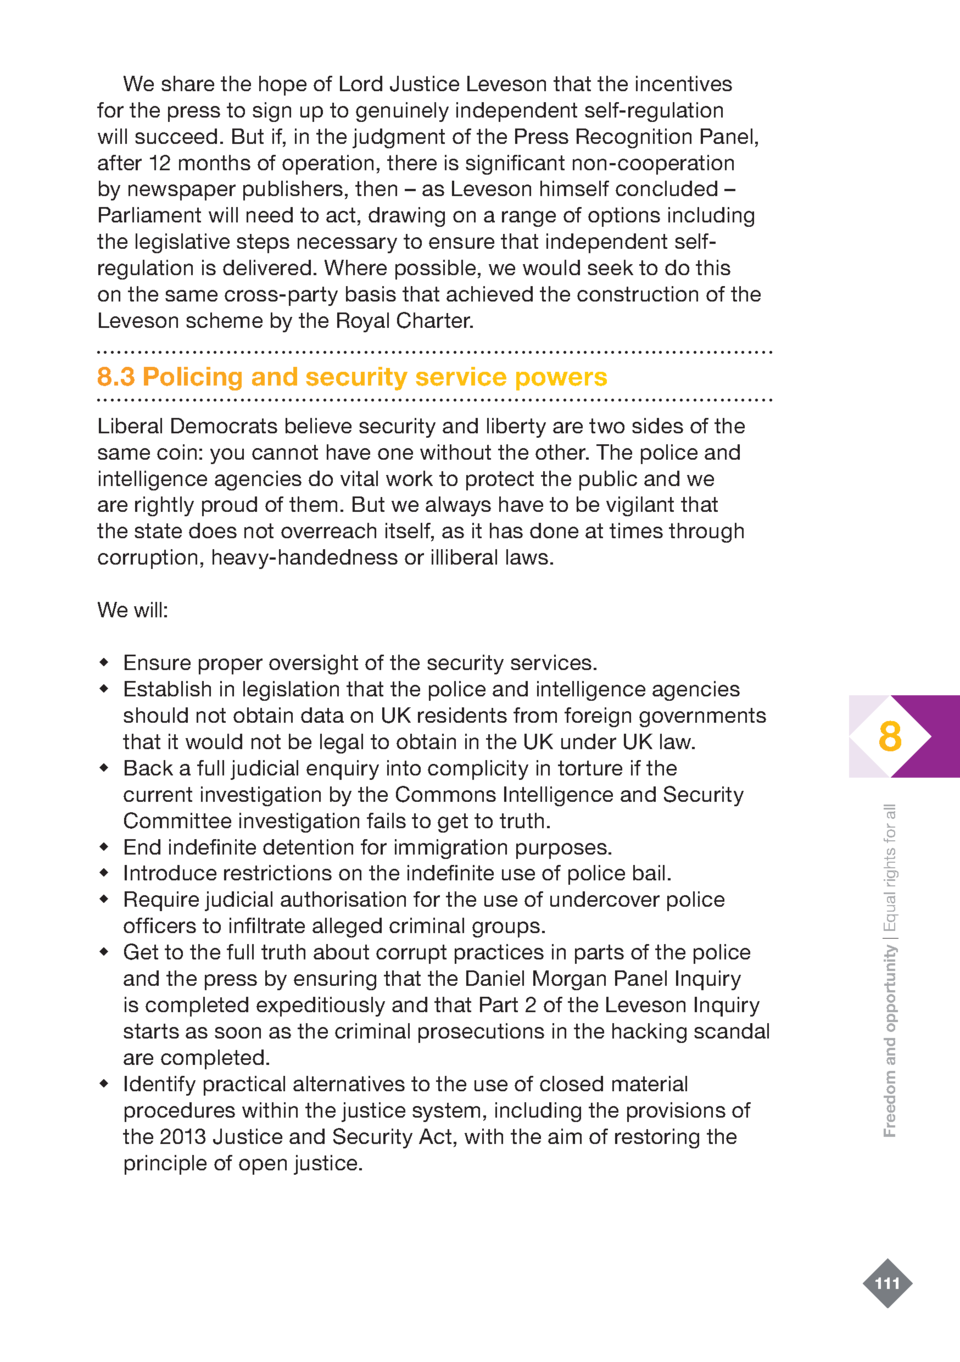 We share the hope of Lord Justice Leveson that the incentives
for the press to sign up to genuinely independent self-regulation
will succeed. But if, in the judgment of the Press Recognition Panel,
after 12 months of operation, there is significant non-cooperation
by newspaper publishers, then – as Leveson himself concluded –
Parliament will need to act, drawing on a range of options including
the legislative steps necessary to ensure that independent self-
regulation is delivered. Where possible, we would seek to do this
on the same cross-party basis that achieved the construction of the
Leveson scheme by the Royal Charter.
8.3 Policing and security service powers
Liberal Democrats believe security and liberty are two sides of the
same coin: you cannot have one without the other. The police and
intelligence agencies do vital work to protect the public and we
are rightly proud of them. But we always have to be vigilant that
the state does not overreach itself, as it has done at times through
corruption, heavy-handedness or illiberal laws.
We will:
◆ Ensure proper oversight of the security services.
◆ Establish in legislation that the police and intelligence agencies
should not obtain data on UK residents from foreign governments
that it would not be legal to obtain in the UK under UK law.
◆ Back a full judicial enquiry into complicity in torture if the
current investigation by the Commons Intelligence and Security
Committee investigation fails to get to truth.
◆ End indefinite detention for immigration purposes.
◆ Introduce restrictions on the indefinite use of police bail.
◆ Require judicial authorisation for the use of undercover police
officers to infiltrate alleged criminal groups.
◆ Get to the full truth about corrupt practices in parts of the police
and the press by ensuring that the Daniel Morgan Panel Inquiry
is completed expeditiously and that Part 2 of the Leveson Inquiry
starts as soon as the criminal prosecutions in the hacking scandal
are completed.
◆ Identify practical alternatives to the use of closed material
procedures within the justice system, including the provisions of
the 2013 Justice and Security Act, with the aim of restoring the
principle of open justice.
8
Freedom and opportunity | Equal rights for all
111